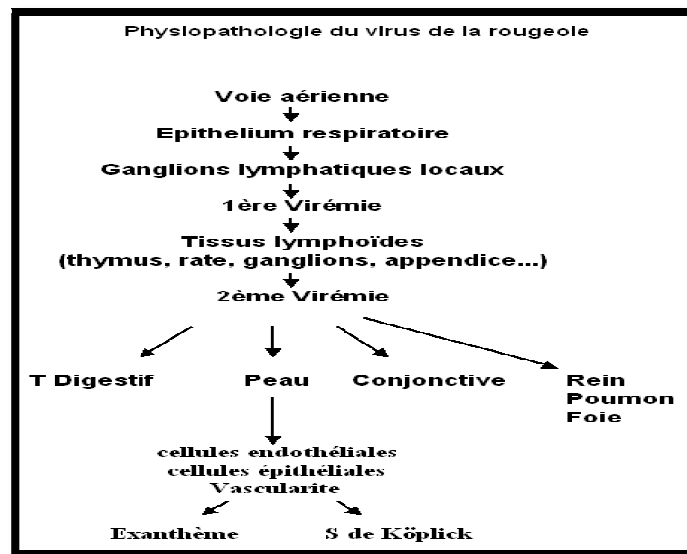 Physiopathologie du virus de la rougeole
Voie aérienne
Epithelium respiratoire
Ganglions lymphatiques locaux
1ère Virémie
Tissus lymphoïdes
(thymus, rate, ganglions, appendice...)
2ème Virémie
T Digestif Peau Conjonctive Rein
Poumon
Foie
cellules endothéliales
cellules épithéliales
Vascularite
Exanthème S de Köplick